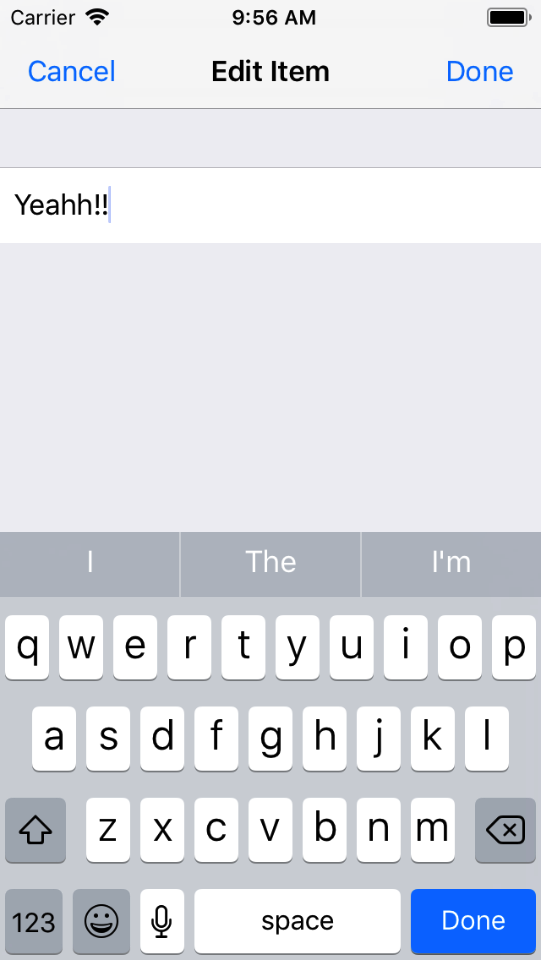 Carrier 9:56 AM
Cancel Edit Item Done
Yeahh!!
I The I'm
q w e r t y u i o p
a s d f g h j k l
z x c v b n m
123 space Done